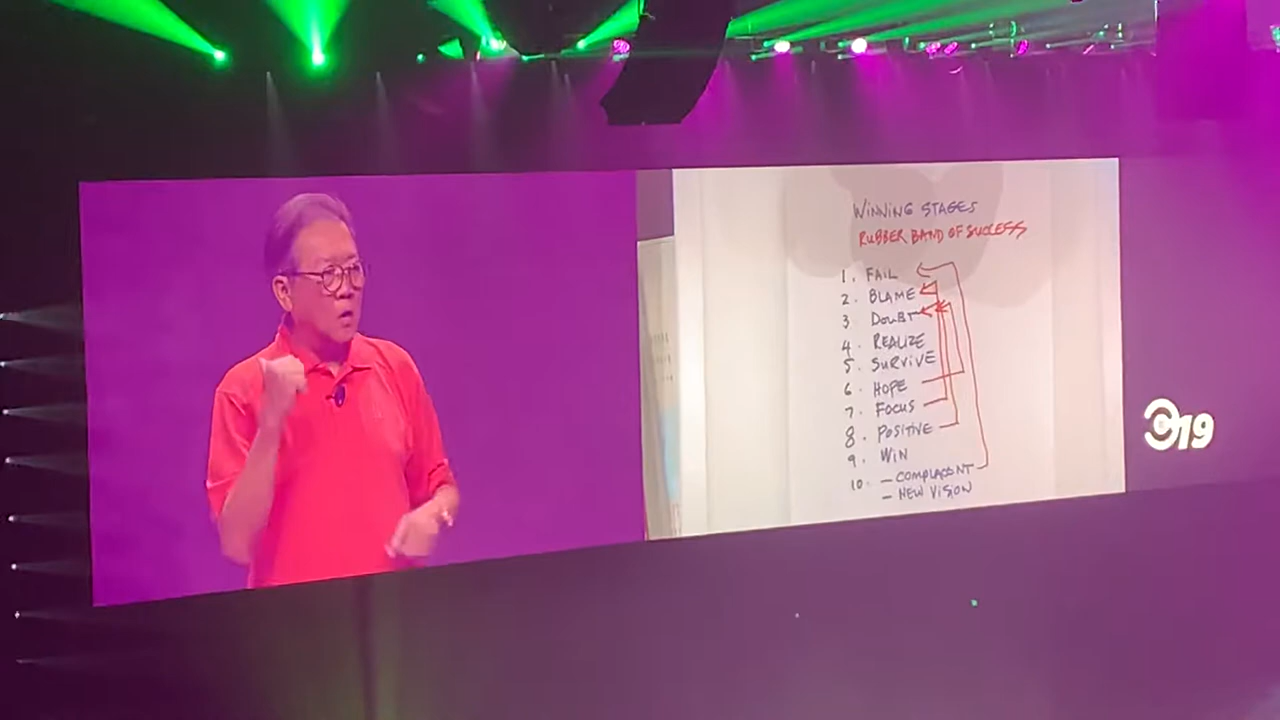 WINNING STAGES
RUBBER BAND OF SUCCESS
1. FAIL
2. BLAME
3. DOUBT
4. REALIZE
5. SURVIVE
6. HOPE
7. FOCUS
8. POSITIVE
9. WIN
10. - COMPLACENT
- NEW VISION
e19